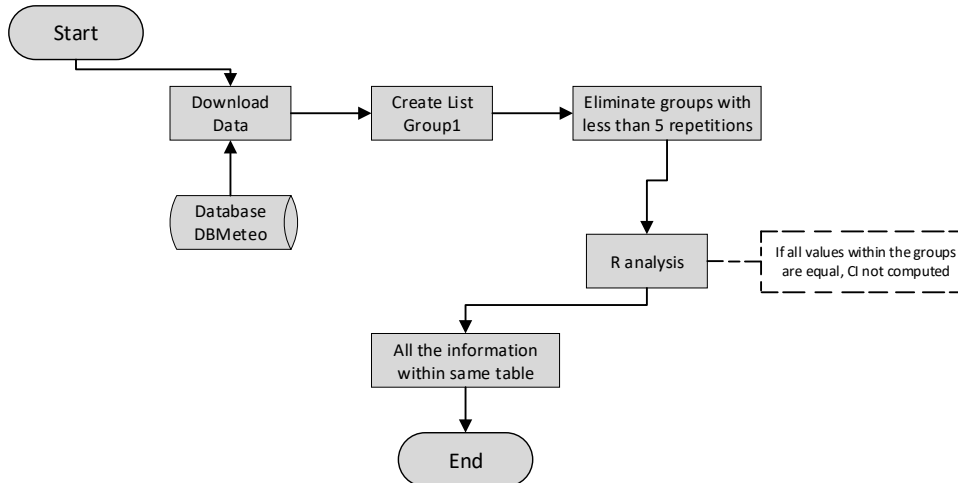 Start
Download
Data
Create List
Group1
Eliminate groups with
less than 5 repetitions
Database
DBMeteo
R analysis
If all values within the groups
are equal, CI not computed
All the information
within same table
End